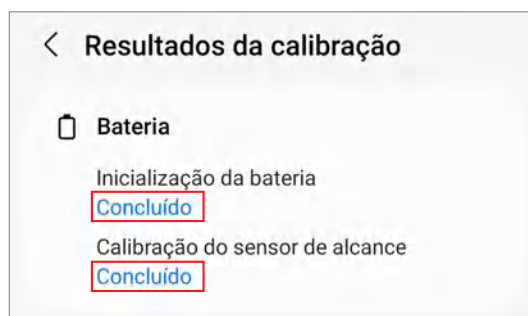 Resultados da calibração
Bateria
Inicialização da bateria
Concluído
Calibração do sensor de alcance
Concluído